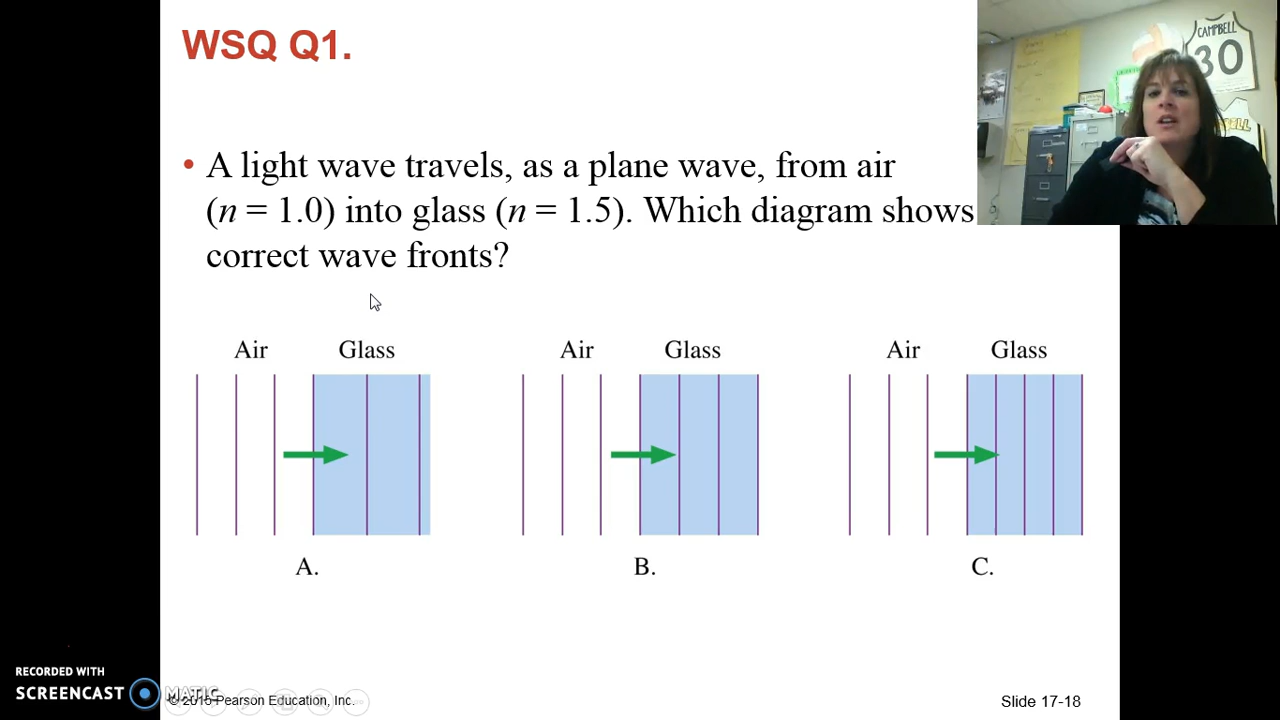 WSQ Q1.
CAMPBELL
30
• A light wave travels, as a plane wave, from air
(n = 1.0) into glass (n = 1.5). Which diagram shows
correct wave fronts?
Air Glass
Air Glass
Air Glass
A.
B.
C.
RECORDED WITH
SCREENCAST MATIC
© 2015 Pearson Education, Inc.
Slide 17-18